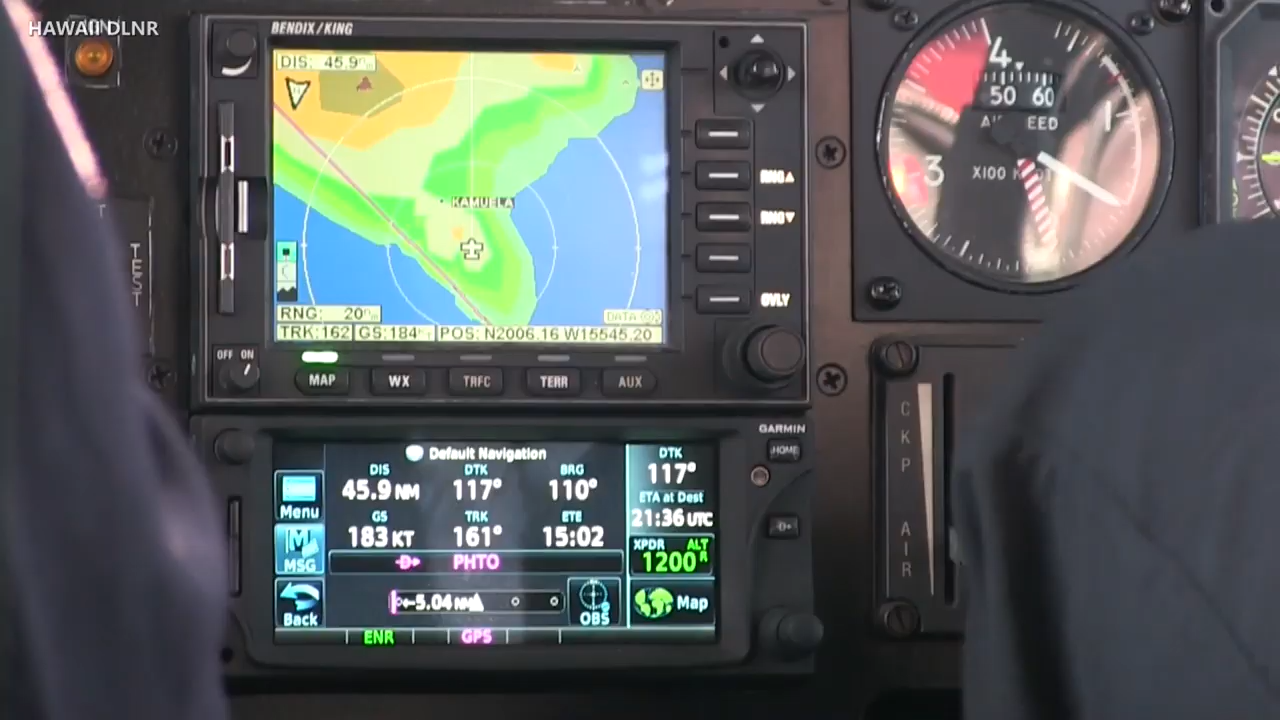 HAWAII DLNR
BENDIX/KING
DIS: 45.9
KAMUELA
RNG: 20
DATA
TRK:162 GS:184 POS: N2006.16 W15545.20
RNG▲
RNG▼
OVLY
OFF ON
MAP WX TRFC TERR AUX
TEST
4
50 60
X100
1
3
CKP
AIR
GARMIN
HOME
Default Navigation
DIS DTK BRG
45.9 NM 117° 110°
GS TRK ETE
183 KT 161° 15:02
PHTO
5.04 NM
OBS
ENR GPS
Menu
MSG
Back
DTK
117°
ETA at Dest
21:36 UTC
XPDR ALT
1200 R
Map